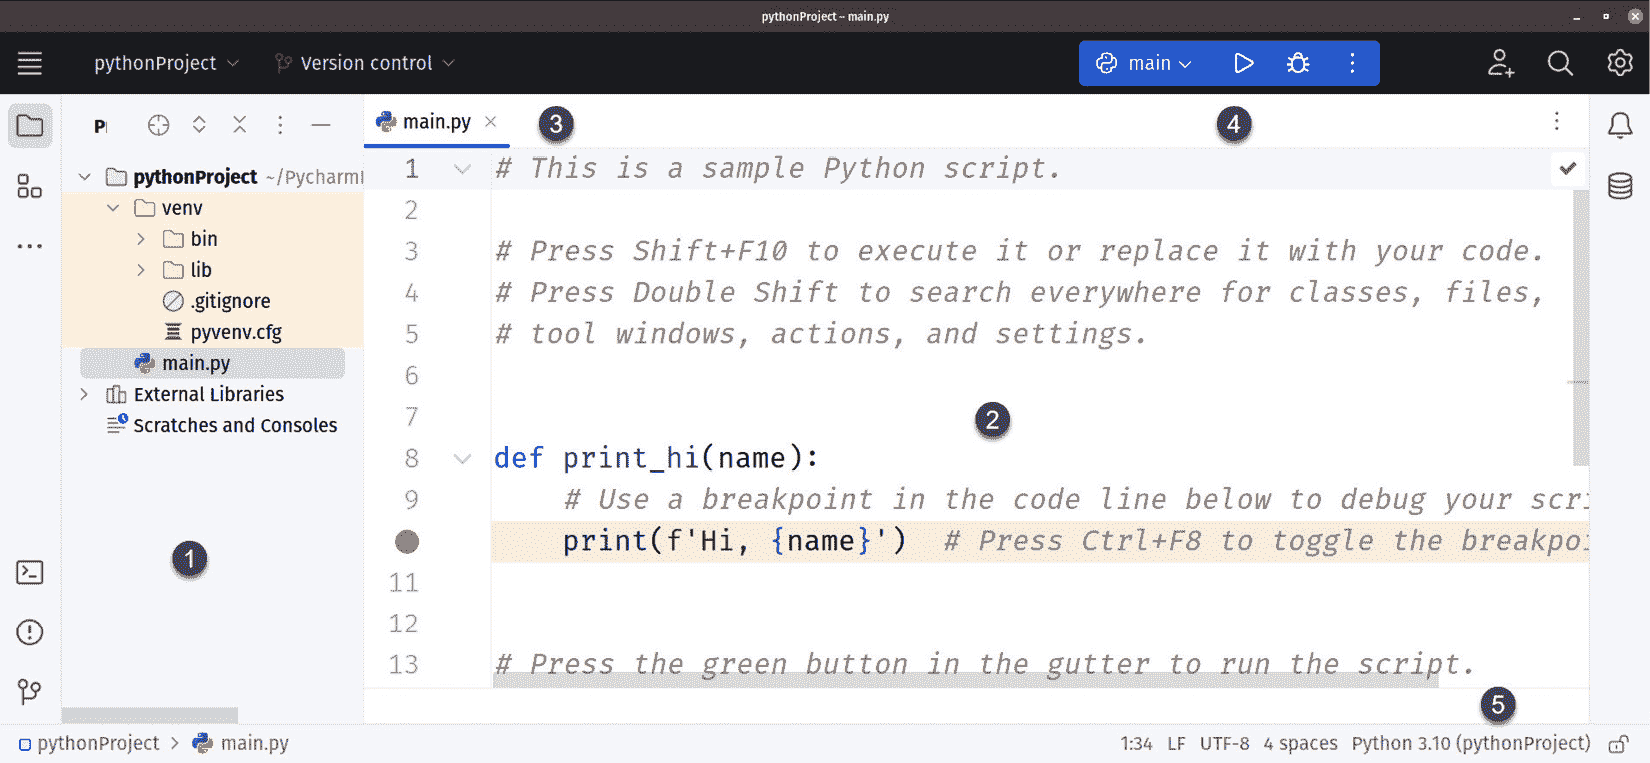 pythonProject – main.py
pythonProject
Version control
main
main.py
3
4
pythonProject
venv
bin
lib
.gitignore
pyvenv.cfg
main.py
External Libraries
Scratches and Consoles
1
1 # This is a sample Python script.
2
3 # Press Shift+F10 to execute it or replace it with your code.
4 # Press Double Shift to search everywhere for classes, files,
5 # tool windows, actions, and settings.
6
7
2
8 def print_hi(name):
9 # Use a breakpoint in the code line below to debug your
print(f'Hi, {name}') # Press Ctrl+F8 to toggle the
11
12
13 # Press the green button in the gutter to run the script.
5
pythonProject > main.py
1:34 LF UTF-8 4 spaces Python 3.10 (pythonProject)